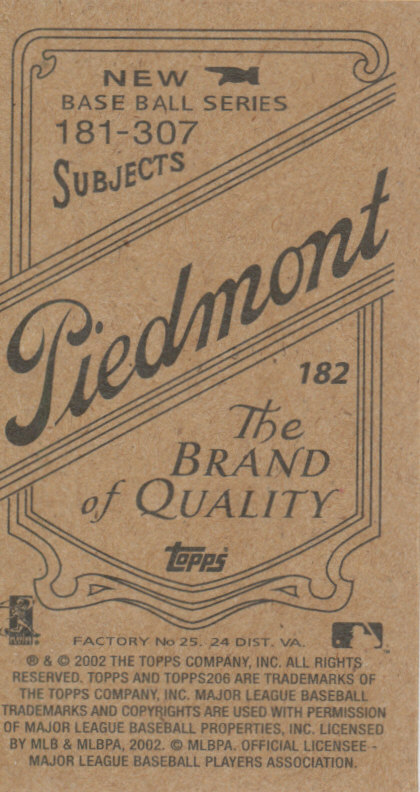 NEW
BASE BALL SERIES
181-307
SUBJECTS
Piedmont
182
The
BRAND
of QUALITY
topps
FACTORY No 25. 24 DIST. VA.
® & © 2002 THE TOPPS COMPANY, INC. ALL RIGHTS
RESERVED. TOPPS AND TOPPS206 ARE TRADEMARKS OF
THE TOPPS COMPANY, INC. MAJOR LEAGUE BASEBALL
TRADEMARKS AND COPYRIGHTS ARE USED WITH PERMISSION
OF MAJOR LEAGUE BASEBALL PROPERTIES, INC. LICENSED
BY MLB & MLBPA, 2002. © MLBPA. OFFICIAL LICENSEE -
MAJOR LEAGUE BASEBALL PLAYERS ASSOCIATION.